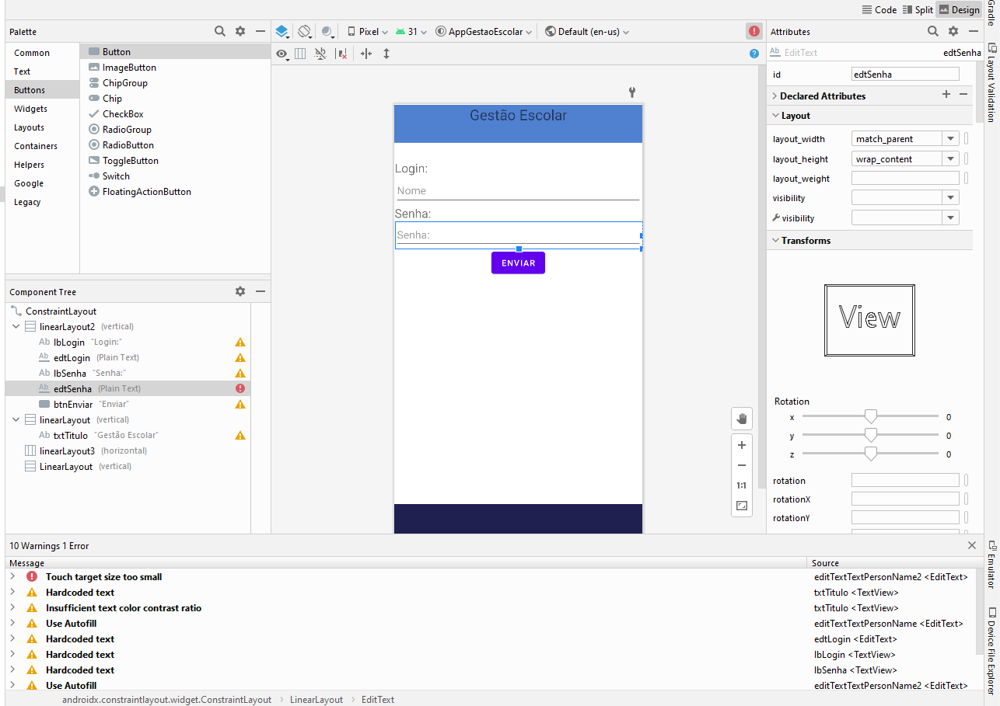 Code Split Design
Palette
Common
Text
Buttons
Widgets
Layouts
Containers
Helpers
Google
Legacy
Button
ImageButton
ChipGroup
Chip
CheckBox
RadioGroup
RadioButton
ToggleButton
Switch
FloatingActionButton
Component Tree
ConstraintLayout
linearLayout2 (vertical)
Ab lbLogin "Login:"
Ab edtLogin (Plain Text)
Ab lbSenha "Senha:"
Ab edtSenha (Plain Text)
btnEnviar "Enviar"
linearLayout (vertical)
Ab txtTitulo "Gestão Escolar"
linearLayout3 (horizontal)
LinearLayout (vertical)
Pixel 31 AppGestaoEscolar Default (en-us)
Gestão Escolar
Login:
Nome
Senha:
Senha:
ENVIAR
1:1
Attributes
Ab EditText edtSenha
id edtSenha
Declared Attributes
Layout
layout_width match_parent
layout_height wrap_content
layout_weight
visibility
visibility
Transforms
View
Rotation
x 0
y 0
z 0
rotation
rotationX
rotationY
Gradle
Layout Validation
Emulator
Device File Explorer
10 Warnings 1 Error
Message Source
Touch target size too small editTextTextPersonName2 <EditText>
Hardcoded text txtTitulo <TextView>
Insufficient text color contrast ratio txtTitulo <TextView>
Use Autofill editTextTextPersonName <EditText>
Hardcoded text edtLogin <EditText>
Hardcoded text lbLogin <TextView>
Hardcoded text lbSenha <TextView>
Use Autofill editTextTextPersonName2 <EditText>
androidx.constraintlayout.widget.ConstraintLayout > LinearLayout > EditText